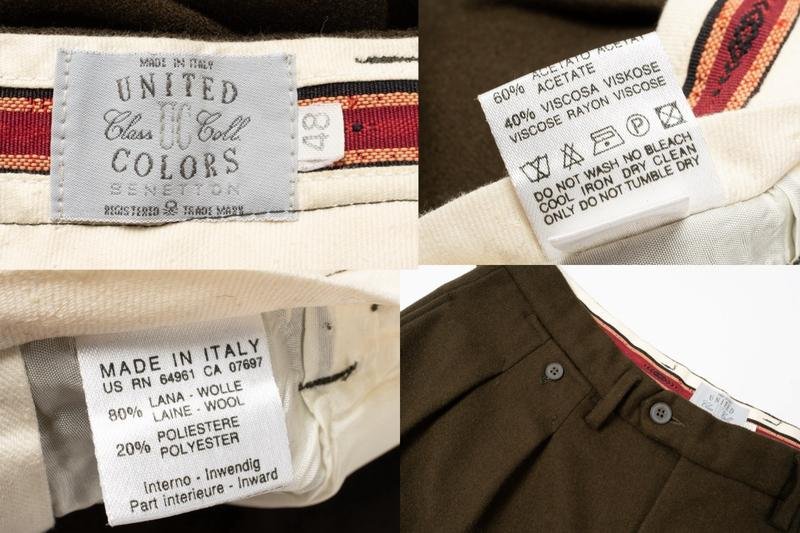 MADE IN ITALY
UNITED
Class UC Coll.
COLORS
BENETTON
REGISTERED TRADE MARK
48
ACETATO ACETAT
60% ACETATE
40% VISCOSA VISKOSE
VISCOSE RAYON VISCOSE
P
DO NOT WASH NO BLEACH
COOL IRON DRY CLEAN
ONLY DO NOT TUMBLE DRY
MADE IN ITALY
US RN 64961 CA 07697
80% LANA - WOLLE
LAINE - WOOL
20% POLIESTERE
POLYESTER
Interno - Inwendig
Part interieure - Inward
UNITED